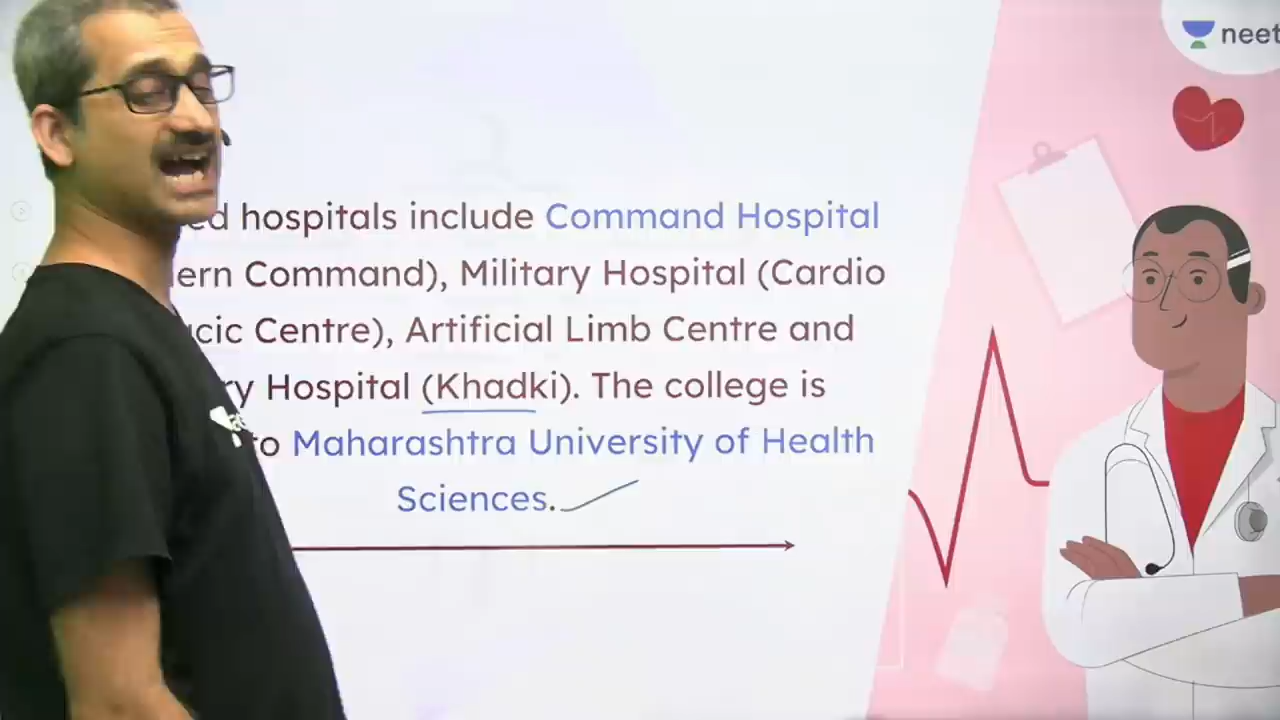 neet
hospitals include Command Hospital
Command), Military Hospital (Cardio
Centre), Artificial Limb Centre and
Hospital (Khadki). The college is
to Maharashtra University of Health
Sciences.